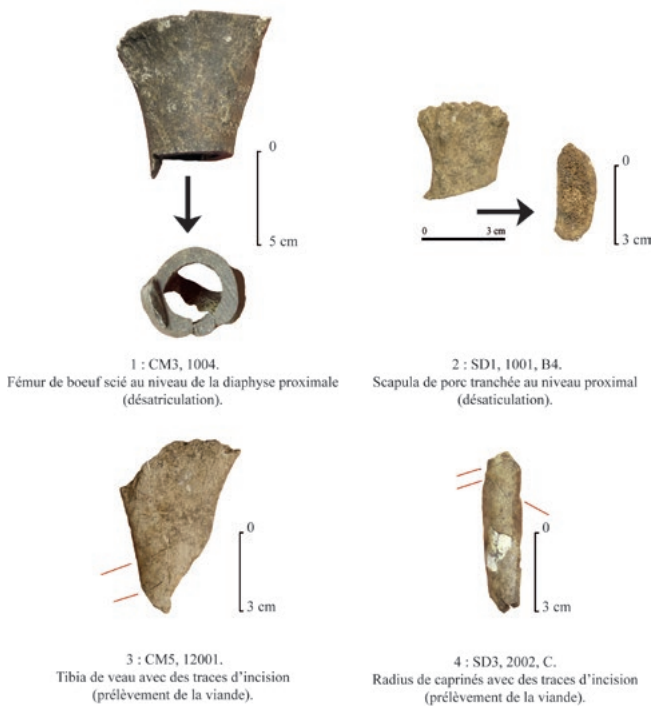 0
5 cm
0
3 cm
0
3 cm
1 : CM3, 1004.
Fémur de boeuf scié au niveau de la diaphyse proximale
(désatriculation).
2 : SD1, 1001, B4.
Scapula de porc tranchée au niveau proximal
(désaticulation).
0
3 cm
0
3 cm
3 : CM5, 12001.
Tibia de veau avec des traces d'incision
(prélèvement de la viande).
4 : SD3, 2002, C.
Radius de caprinés avec des traces d'incision
(prélèvement de la viande).